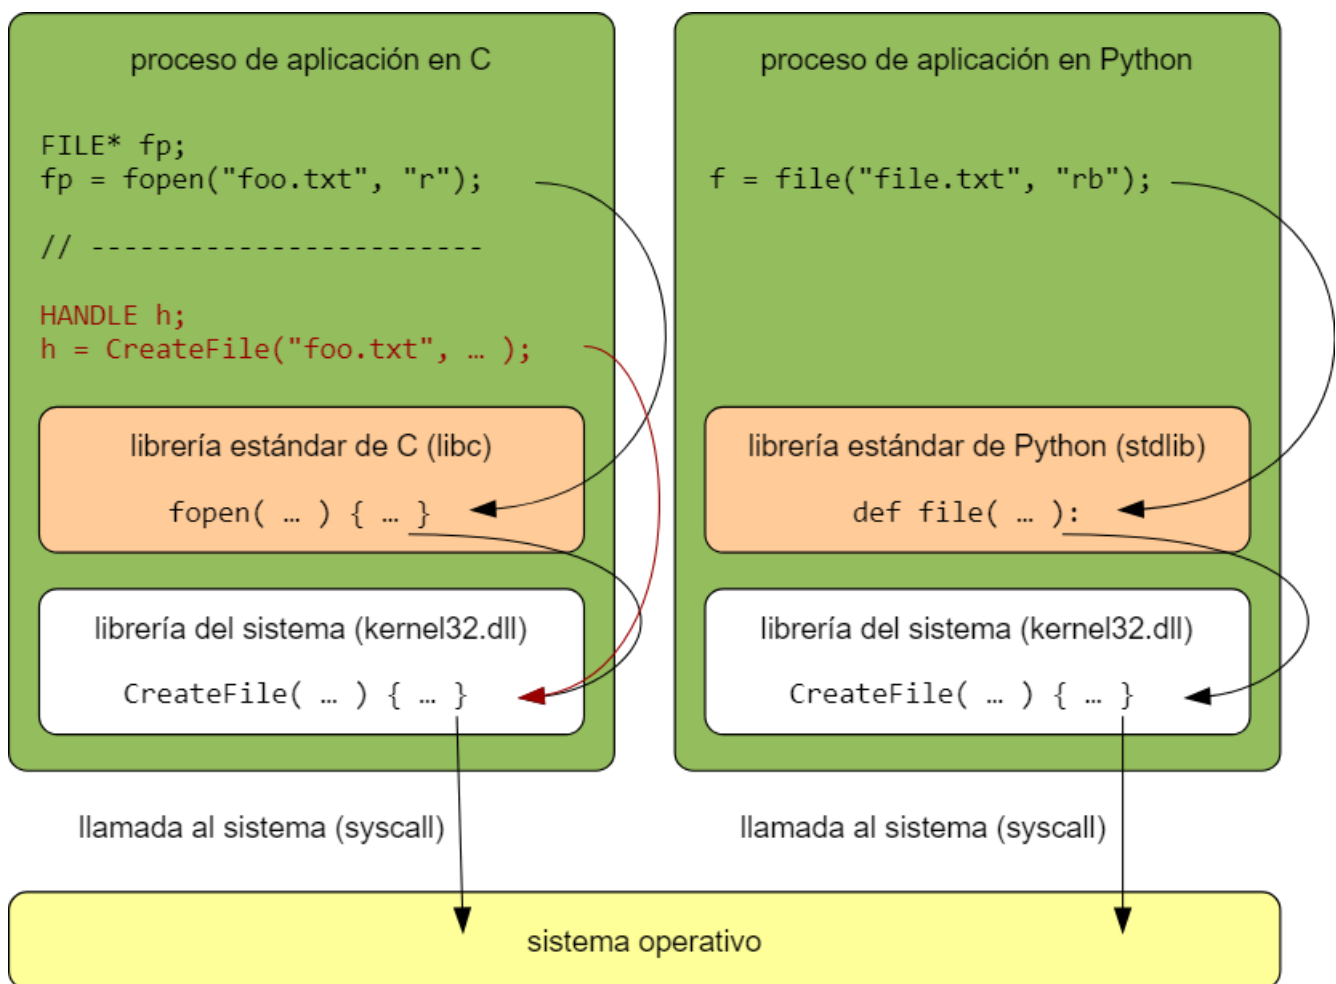 proceso de aplicación en C
FILE* fp;
fp = fopen("foo.txt", "r");
// ------------------------
HANDLE h;
h = CreateFile("foo.txt", … );
librería estándar de C (libc)
fopen( … ) { … }
librería del sistema (kernel32.dll)
CreateFile( … ) { … }
llamada al sistema (syscall)
proceso de aplicación en Python
f = file("file.txt", "rb");
librería estándar de Python (stdlib)
def file( … ):
librería del sistema (kernel32.dll)
CreateFile( … ) { … }
llamada al sistema (syscall)
sistema operativo